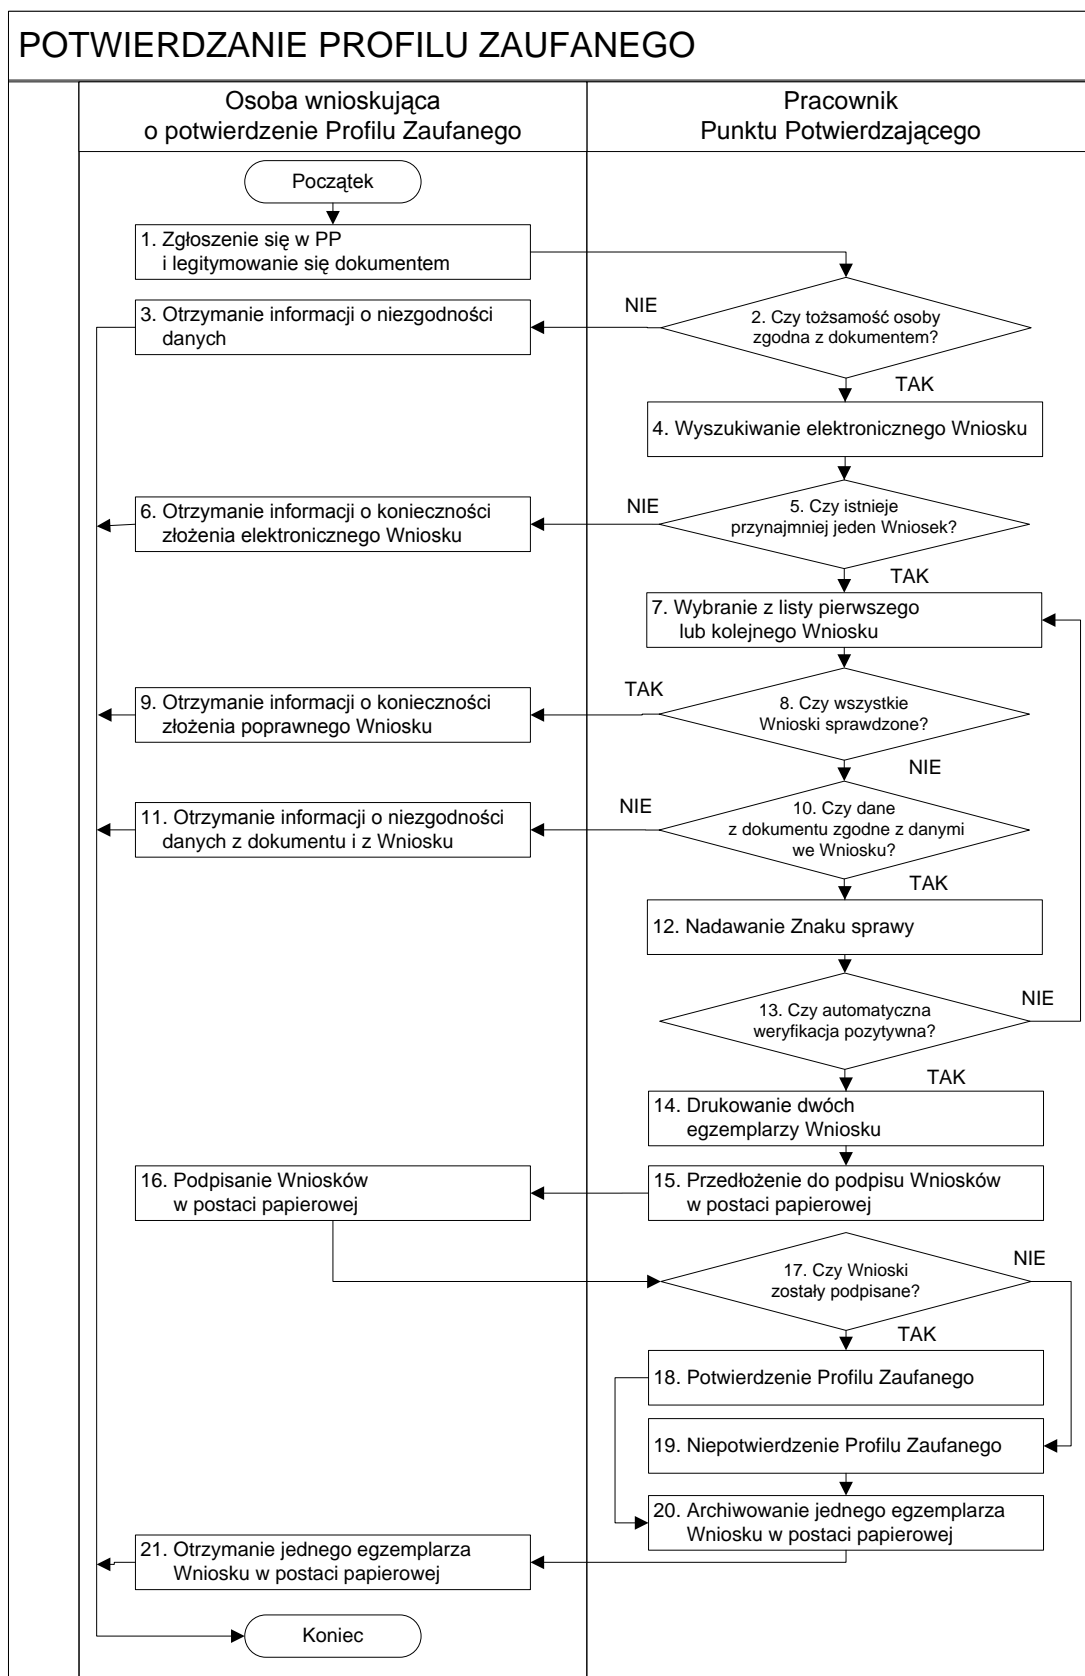 POTWIERDZANIE PROFILU ZAUFANEGO
Osoba wnioskująca
o potwierdzenie Profilu Zaufanego
Pracownik
Punktu Potwierdzającego
Początek
1. Zgłoszenie się w PP
i legitymowanie się dokumentem
2. Czy tożsamość osoby
zgodna z dokumentem?
NIE
3. Otrzymanie informacji o niezgodności
danych
TAK
4. Wyszukiwanie elektronicznego Wniosku
5. Czy istnieje
przynajmniej jeden Wniosek?
NIE
6. Otrzymanie informacji o konieczności
złożenia elektronicznego Wniosku
TAK
7. Wybranie z listy pierwszego
lub kolejnego Wniosku
8. Czy wszystkie
Wnioski sprawdzone?
TAK
9. Otrzymanie informacji o konieczności
złożenia poprawnego Wniosku
NIE
10. Czy dane
z dokumentu zgodne z danymi
we Wniosku?
NIE
11. Otrzymanie informacji o niezgodności
danych z dokumentu i z Wniosku
TAK
12. Nadawanie Znaku sprawy
13. Czy automatyczna
weryfikacja pozytywna?
NIE
TAK
14. Drukowanie dwóch
egzemplarzy Wniosku
15. Przedłożenie do podpisu Wniosków
w postaci papierowej
16. Podpisanie Wniosków
w postaci papierowej
17. Czy Wnioski
zostały podpisane?
NIE
TAK
18. Potwierdzenie Profilu Zaufanego
19. Niepotwierdzenie Profilu Zaufanego
20. Archiwowanie jednego egzemplarza
Wniosku w postaci papierowej
21. Otrzymanie jednego egzemplarza
Wniosku w postaci papierowej
Koniec